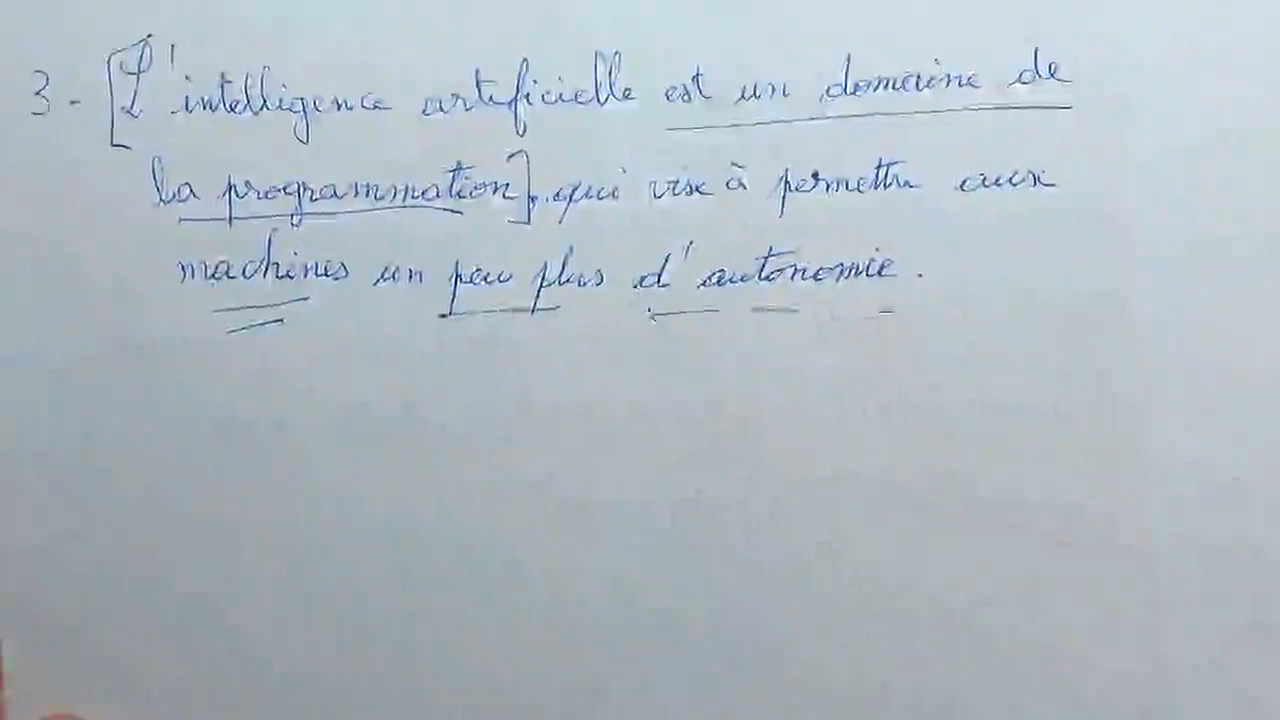 3 - [L'intelligence artificielle est un domaine de
la programmation], qui vise à permettre aux
machines un peu plus d'autonomie.